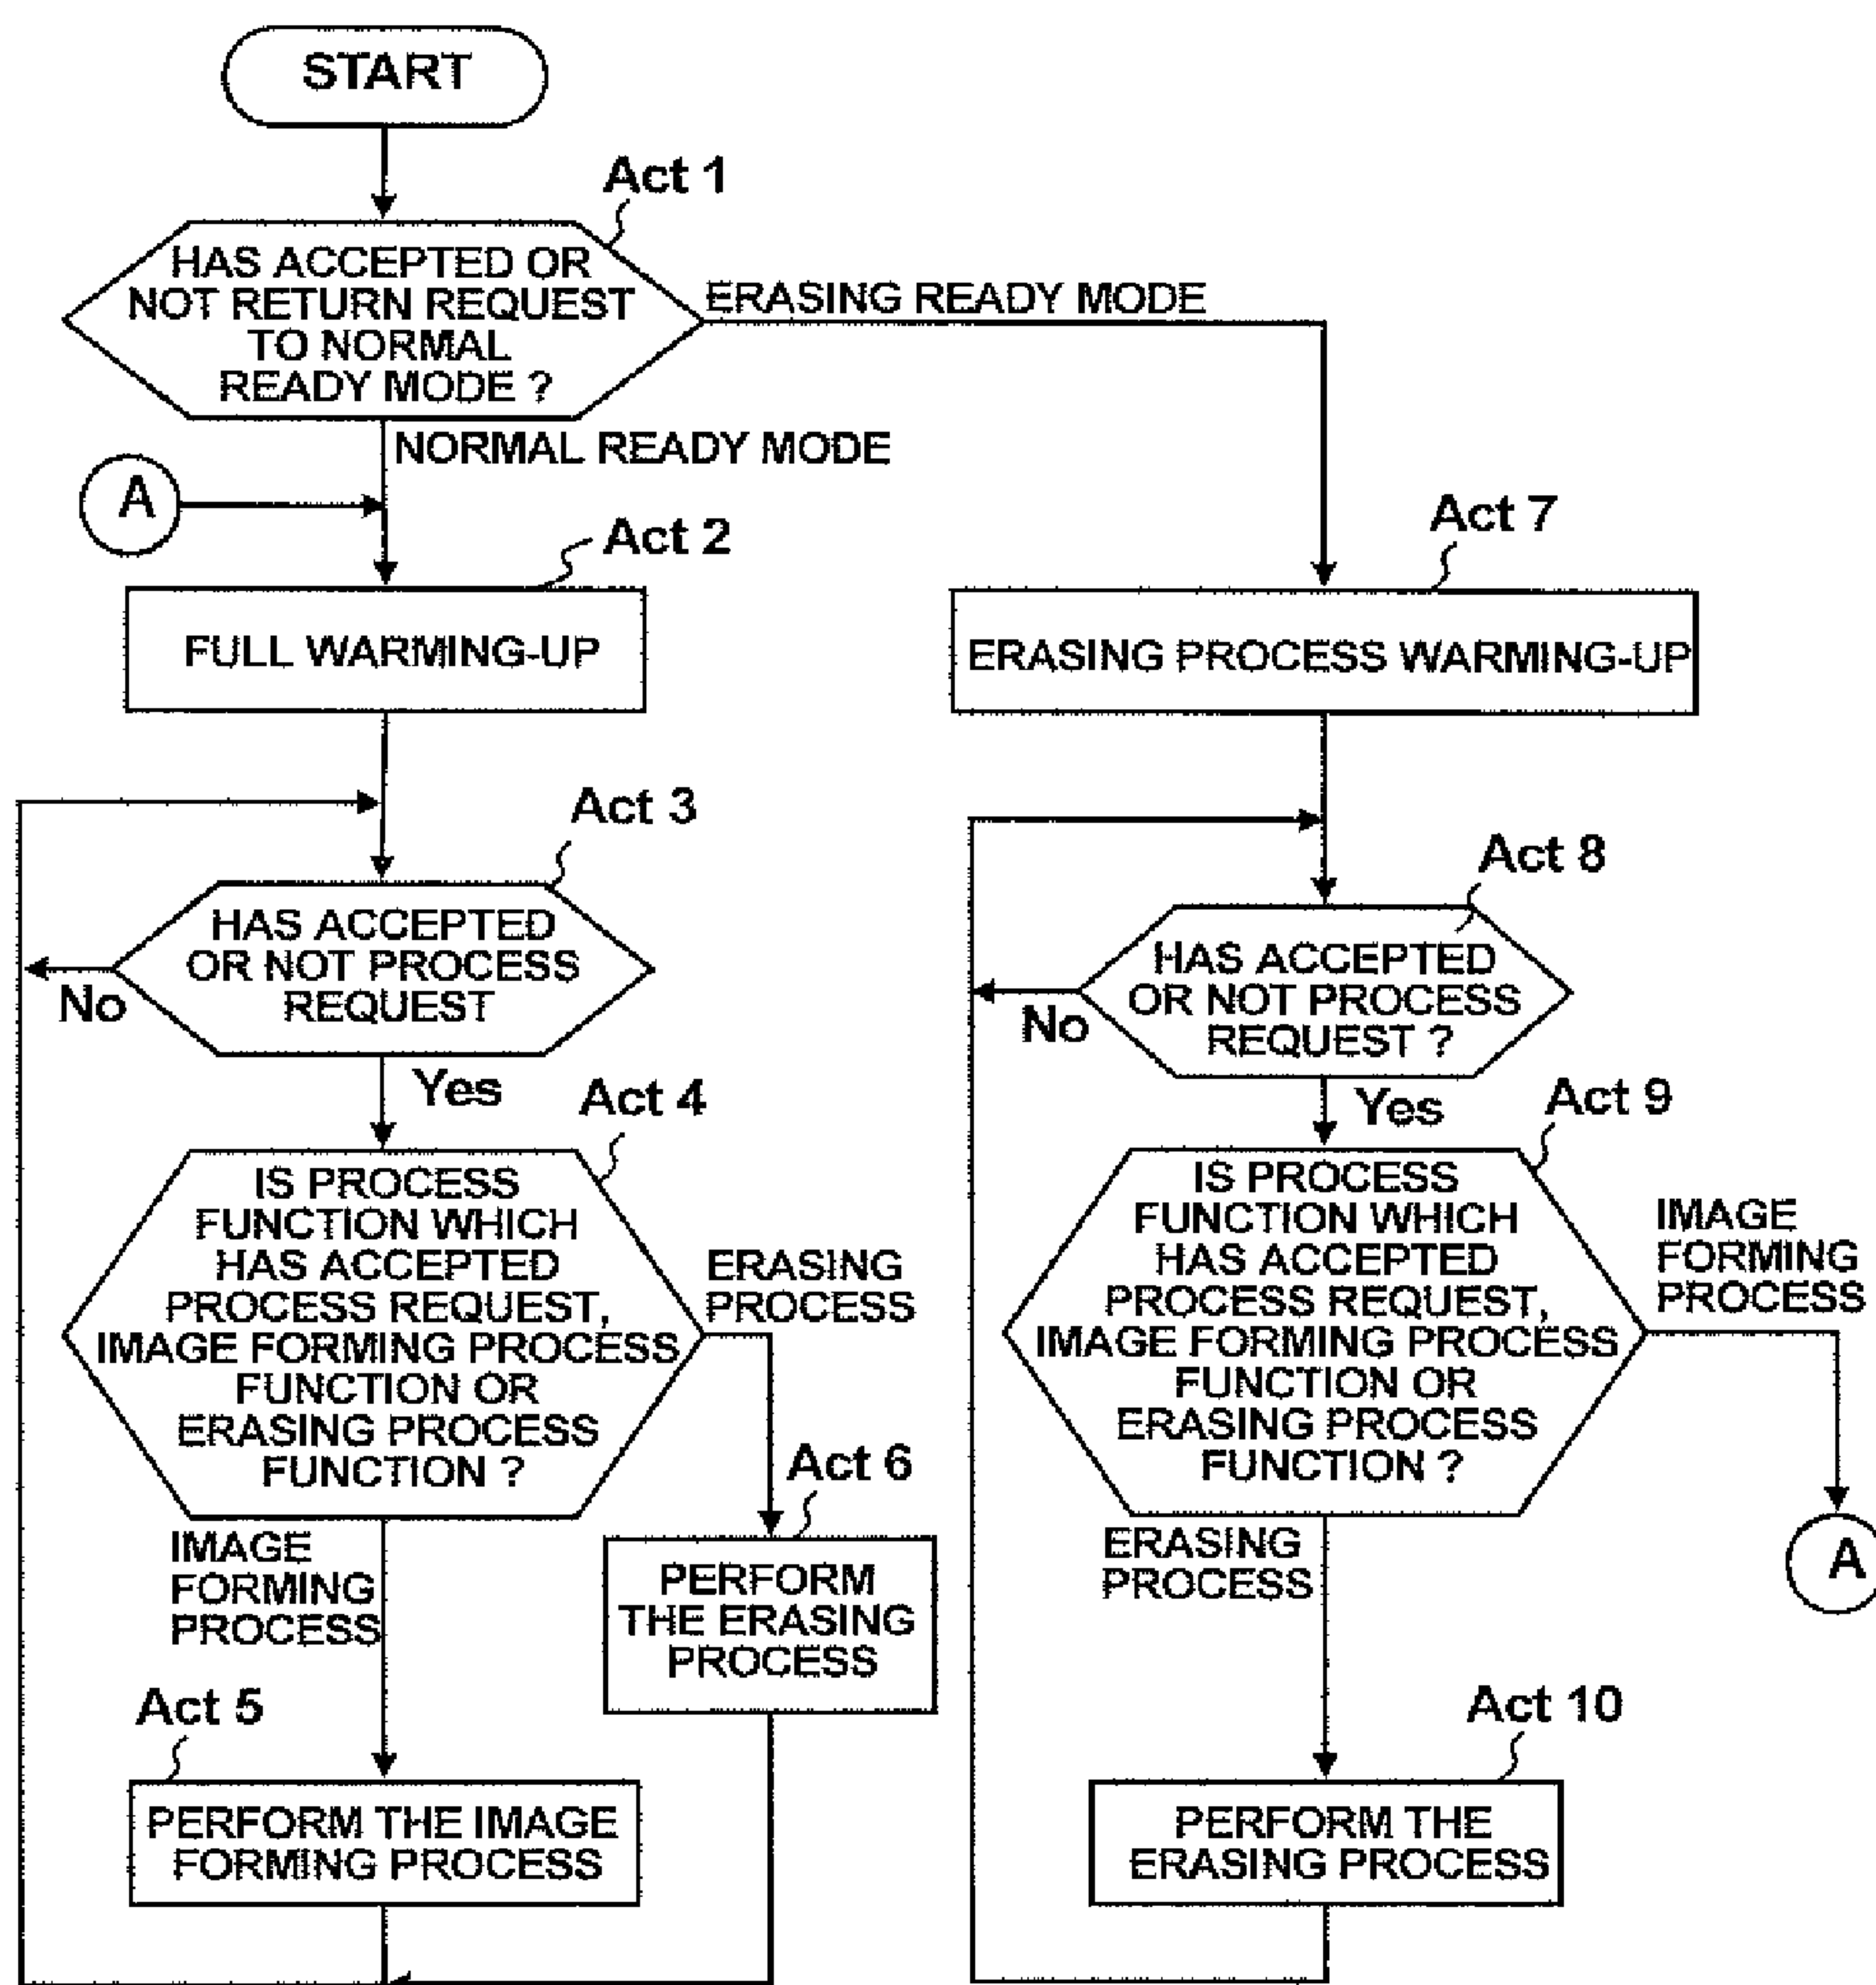 START
Act 1
HAS ACCEPTED OR
NOT RETURN REQUEST
TO NORMAL
READY MODE ?
ERASING READY MODE
NORMAL READY MODE
A
Act 2
FULL WARMING-UP
Act 3
HAS ACCEPTED
OR NOT PROCESS
REQUEST
No
Yes
Act 4
IS PROCESS
FUNCTION WHICH
HAS ACCEPTED
PROCESS REQUEST,
IMAGE FORMING PROCESS
FUNCTION OR
ERASING PROCESS
FUNCTION ?
ERASING
PROCESS
Act 6
PERFORM
THE ERASING
PROCESS
IMAGE
FORMING
PROCESS
Act 5
PERFORM THE IMAGE
FORMING PROCESS
Act 7
ERASING PROCESS WARMING-UP
Act 8
HAS ACCEPTED
OR NOT PROCESS
REQUEST ?
No
Yes
Act 9
IS PROCESS
FUNCTION WHICH
HAS ACCEPTED
PROCESS REQUEST,
IMAGE FORMING PROCESS
FUNCTION OR
ERASING PROCESS
FUNCTION ?
IMAGE
FORMING
PROCESS
A
ERASING
PROCESS
Act 10
PERFORM THE
ERASING PROCESS